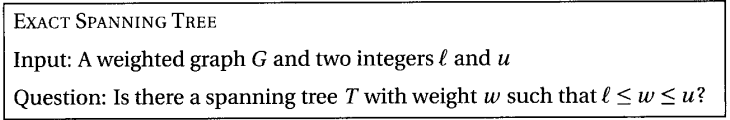 EXACT SPANNING TREE
Input: A weighted graph G and two integers ℓ and u
Question: Is there a spanning tree T with weight w such that ℓ ≤ w ≤ u?